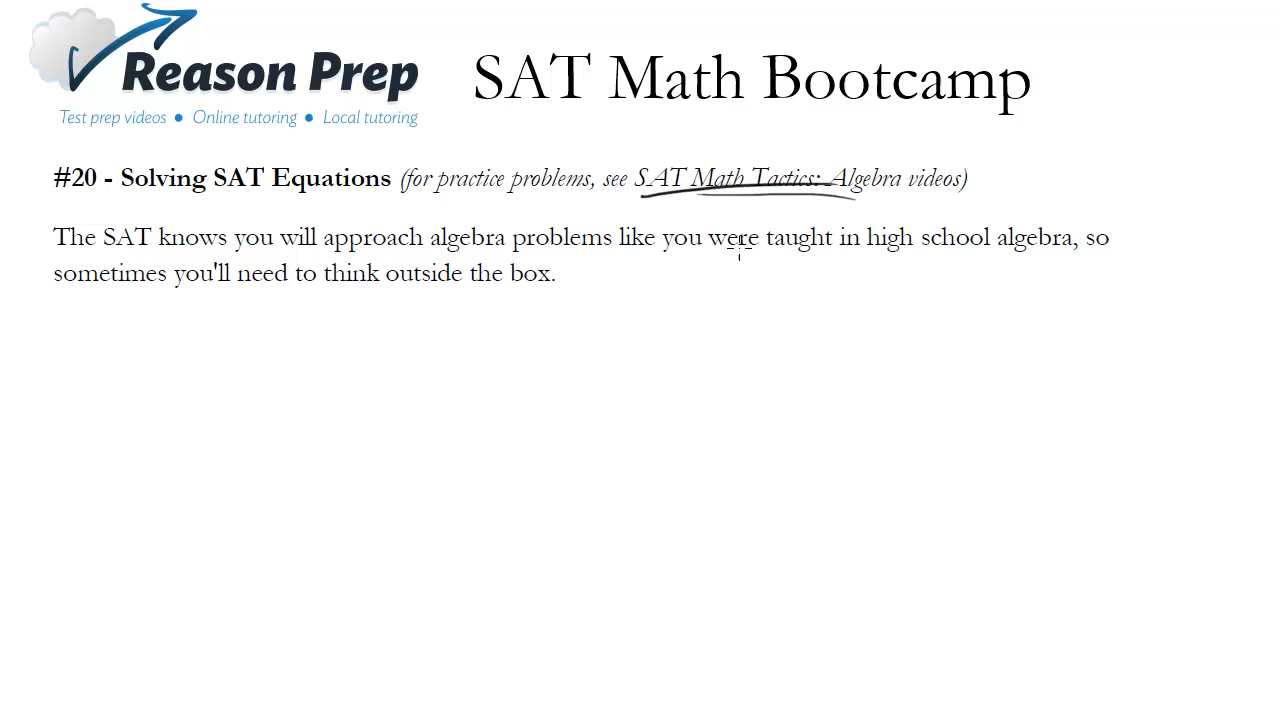 Reason Prep
SAT Math Bootcamp
Test prep videos ● Online tutoring ● Local tutoring
#20 - Solving SAT Equations (for practice problems, see SAT Math Tactics: Algebra videos)
The SAT knows you will approach algebra problems like you were taught in high school algebra, so
sometimes you'll need to think outside the box.